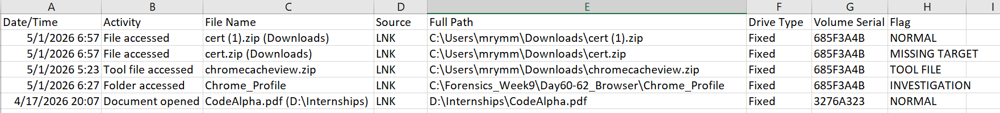 A B C D E F G H I
Date/Time Activity File Name Source Full Path Drive Type Volume Serial Flag
5/1/2026 6:57 File accessed cert (1).zip (Downloads) LNK C:\Users\mrymm\Downloads\cert (1).zip Fixed 685F3A4B NORMAL
5/1/2026 6:57 File accessed cert.zip (Downloads) LNK C:\Users\mrymm\Downloads\cert.zip Fixed 685F3A4B MISSING TARGET
5/1/2026 5:23 Tool file accessed chromecacheview.zip LNK C:\Users\mrymm\Downloads\chromecacheview.zip Fixed 685F3A4B TOOL FILE
5/1/2026 6:27 Folder accessed Chrome_Profile LNK C:\Forensics_Week9\Day60-62_Browser\Chrome_Profile Fixed 685F3A4B INVESTIGATION
4/17/2026 20:07 Document opened CodeAlpha.pdf (D:\Internships) LNK D:\Internships\CodeAlpha.pdf Fixed 3276A323 NORMAL